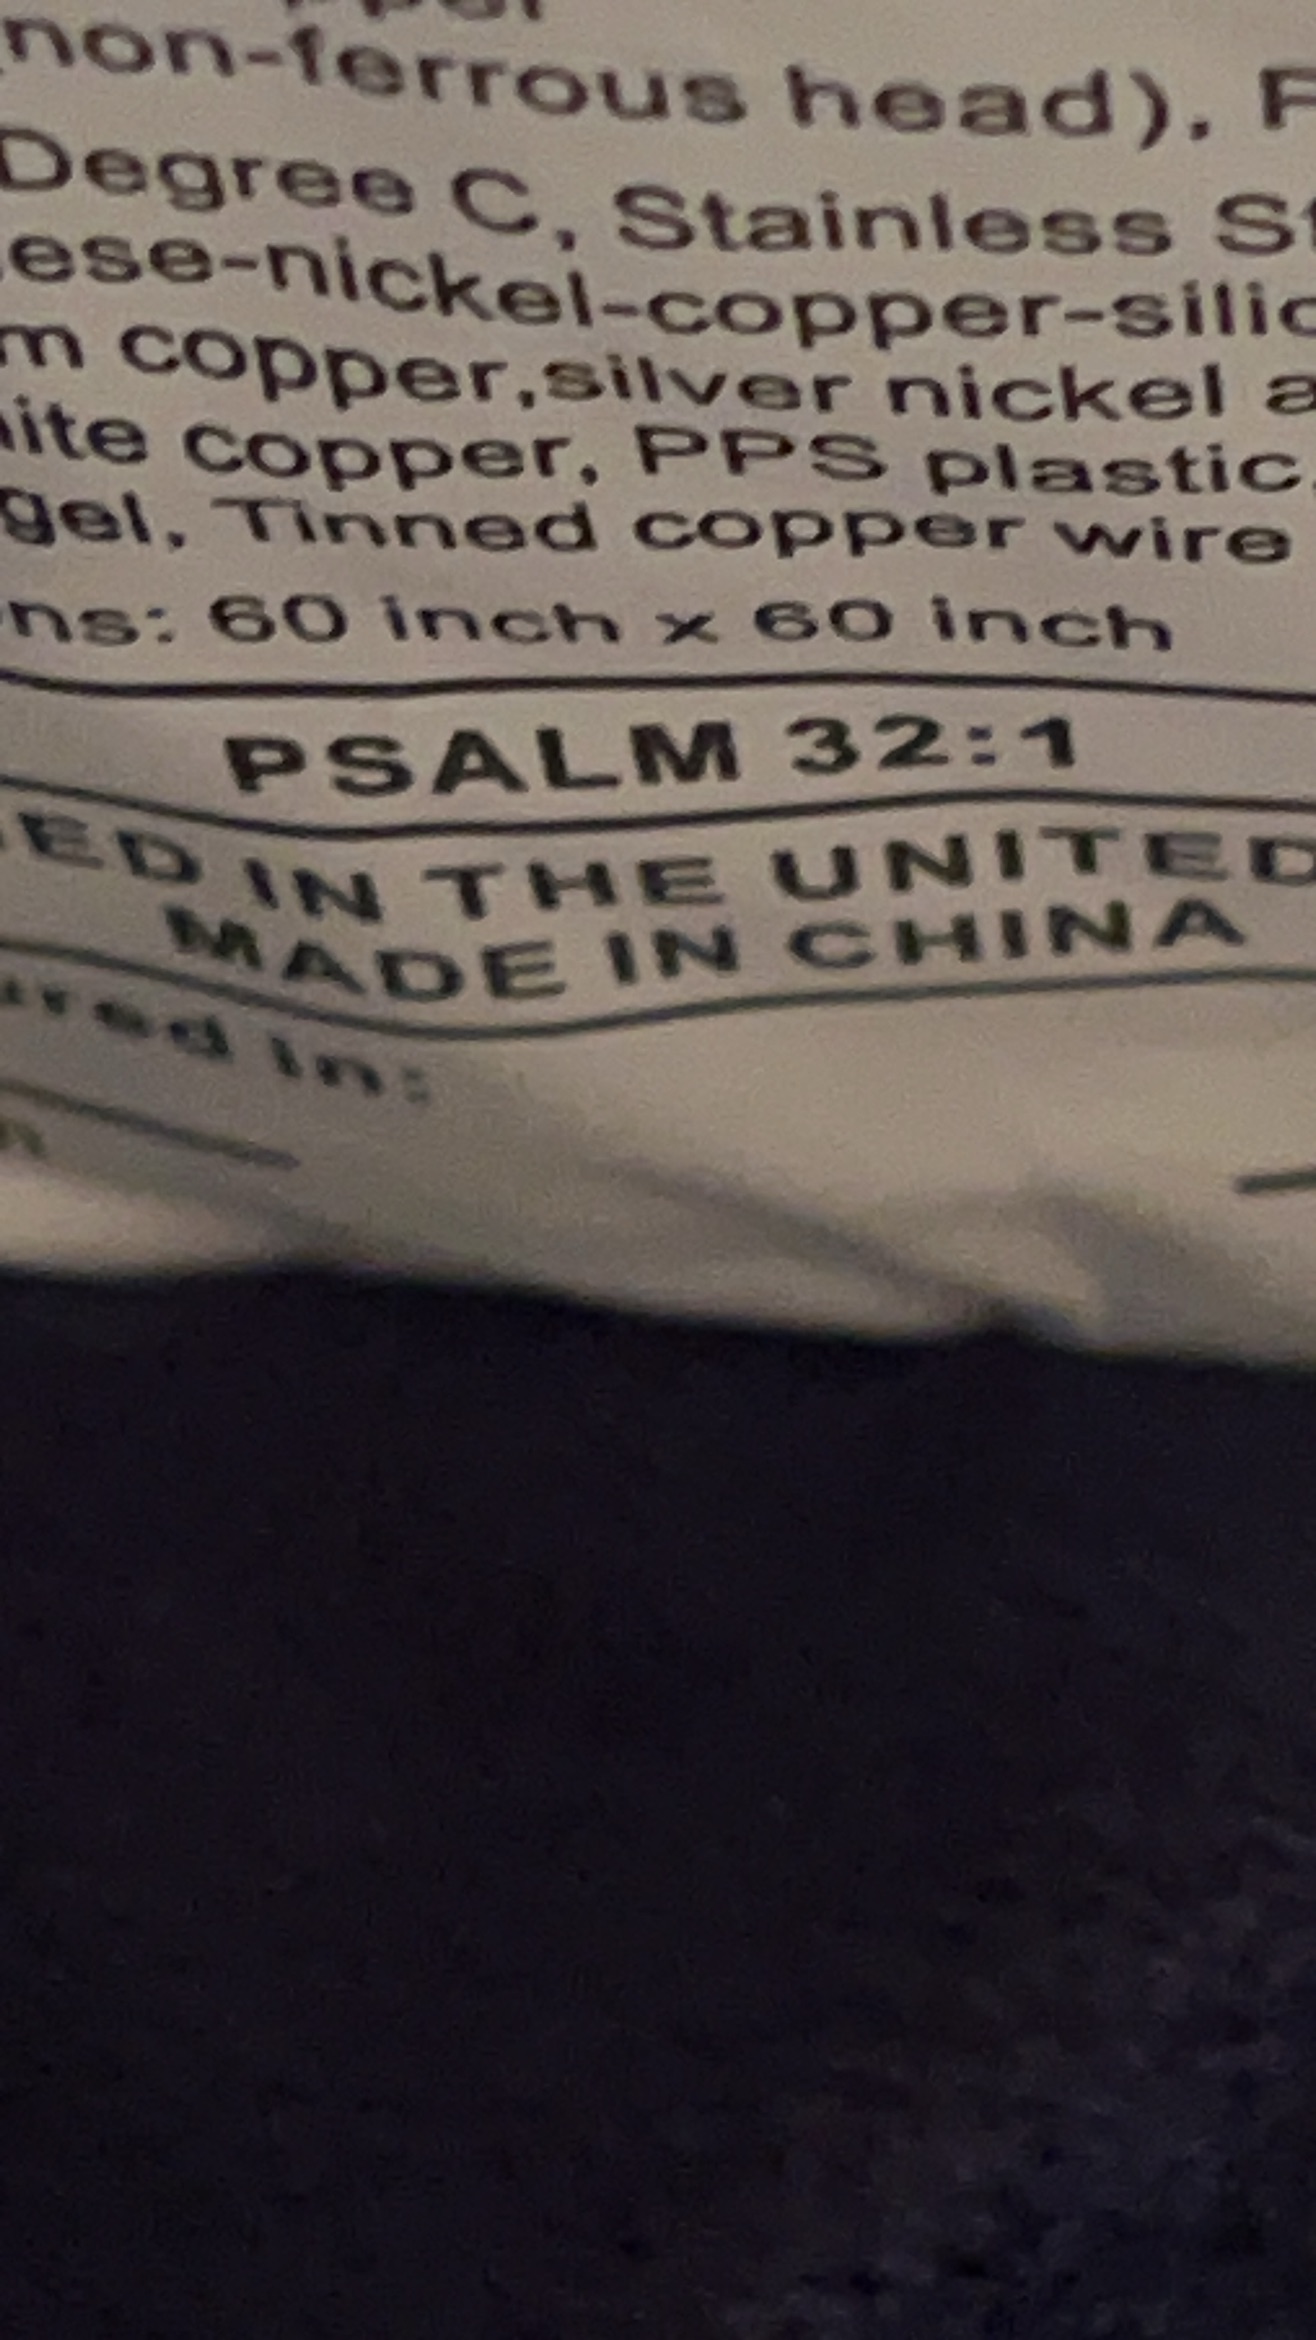 non-ferrous head), F
Degree C, Stainless St
ese-nickel-copper-silic
m copper,silver nickel a
ite copper, PPS plastic,
gel, Tinned copper wire
ns: 60 inch x 60 inch
PSALM 32:1
ED IN THE UNITED
MADE IN CHINA
red in: